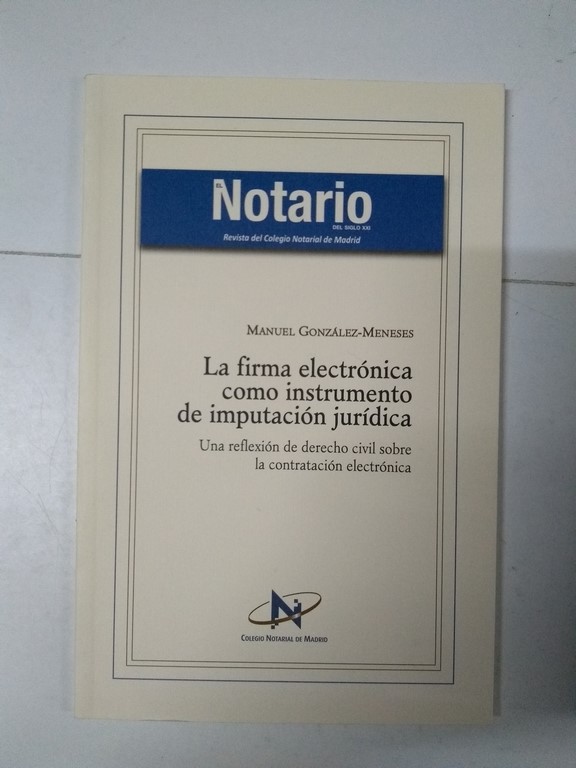 EL
Notario
DEL SIGLO XXI
Revista del Colegio Notarial de Madrid
MANUEL GONZÁLEZ-MENESES
La firma electrónica
como instrumento
de imputación jurídica
Una reflexión de derecho civil sobre
la contratación electrónica
N
COLEGIO NOTARIAL DE MADRID